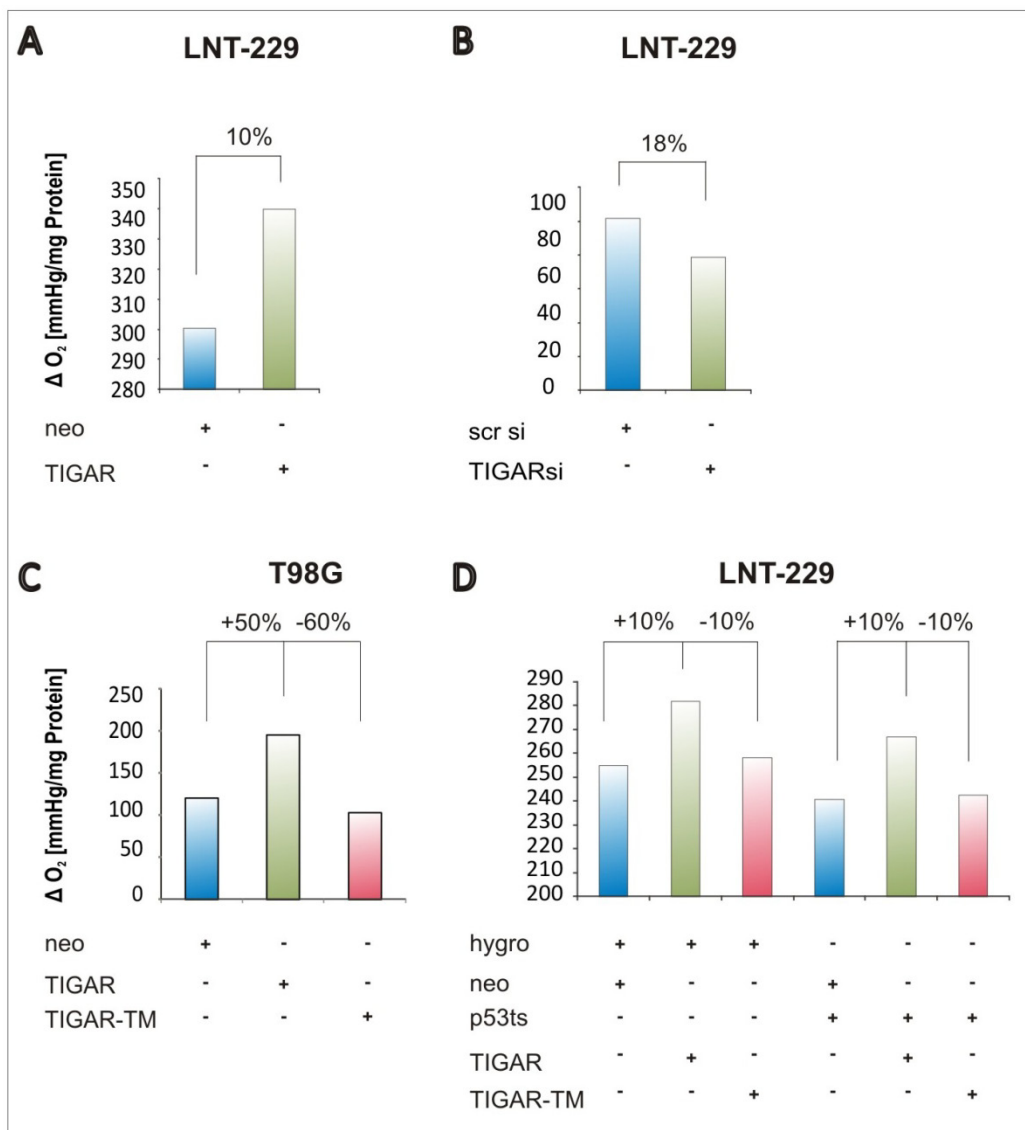 A
LNT-229
10%
Δ O₂ [mmHg/mg Protein]
350
340
330
320
310
300
290
280
neo + -
TIGAR - +
B
LNT-229
18%
100
80
60
40
20
0
scr si + -
TIGARsi - +
C
T98G
+50% -60%
Δ O₂ [mmHg/mg Protein]
250
200
150
100
50
0
neo + - -
TIGAR - + -
TIGAR-TM - - +
D
LNT-229
+10% -10% +10% -10%
290
280
270
260
250
240
230
220
210
200
hygro + + + - - -
neo + - - + - -
p53ts - - - + + +
TIGAR - + - - + -
TIGAR-TM - - + - - +